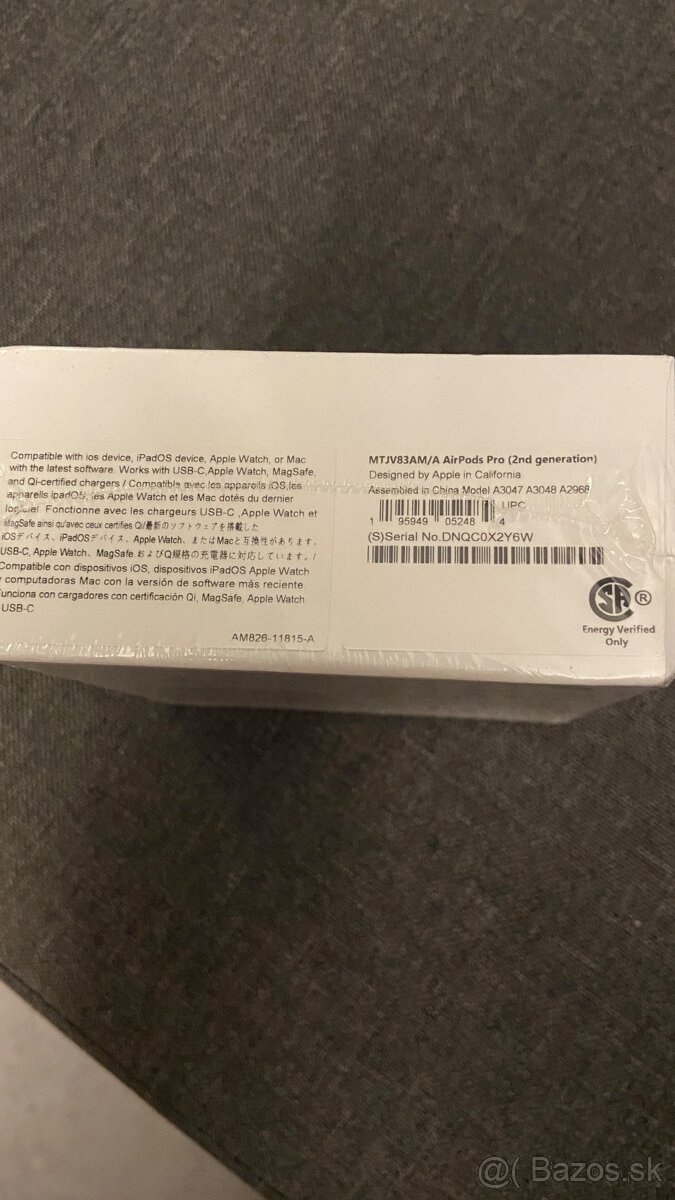 Compatible with ios device, iPadOS device, Apple Watch, or Mac
with the latest software. Works with USB-C,Apple Watch, MagSafe,
and Qi-certified chargers / Compatible avec les appareils iOS,les
appareils ipadOS, les Apple Watch et les Mac dotés du dernier
logiciel. Fonctionne avec les chargeurs USB-C ,Apple Watch et
MagSafe ainsi qu'avec ceux certifies Qi/最新のソフトウェアを搭載した
iOSデバイス、iPadOSデバイス、Apple Watch、またはMacと互換性があります。
USB-C, Apple Watch、MagSafe およびQ規格の充電器に対応しています。/
Compatible con dispositivos iOS, dispositivos iPadOS Apple Watch
y computadoras Mac con la versión de software más reciente.
Funciona con cargadores con certificación Qi, MagSafe, Apple Watch
USB-C
AM826-11815-A
MTJV83AM/A AirPods Pro (2nd generation)
Designed by Apple in California
Assembled in China Model A3047 A3048 A2968
UPC
1 95949 05248 4
(S)Serial No.DNQC0X2Y6W
SA ®
Energy Verified
Only
@( Bazos.sk